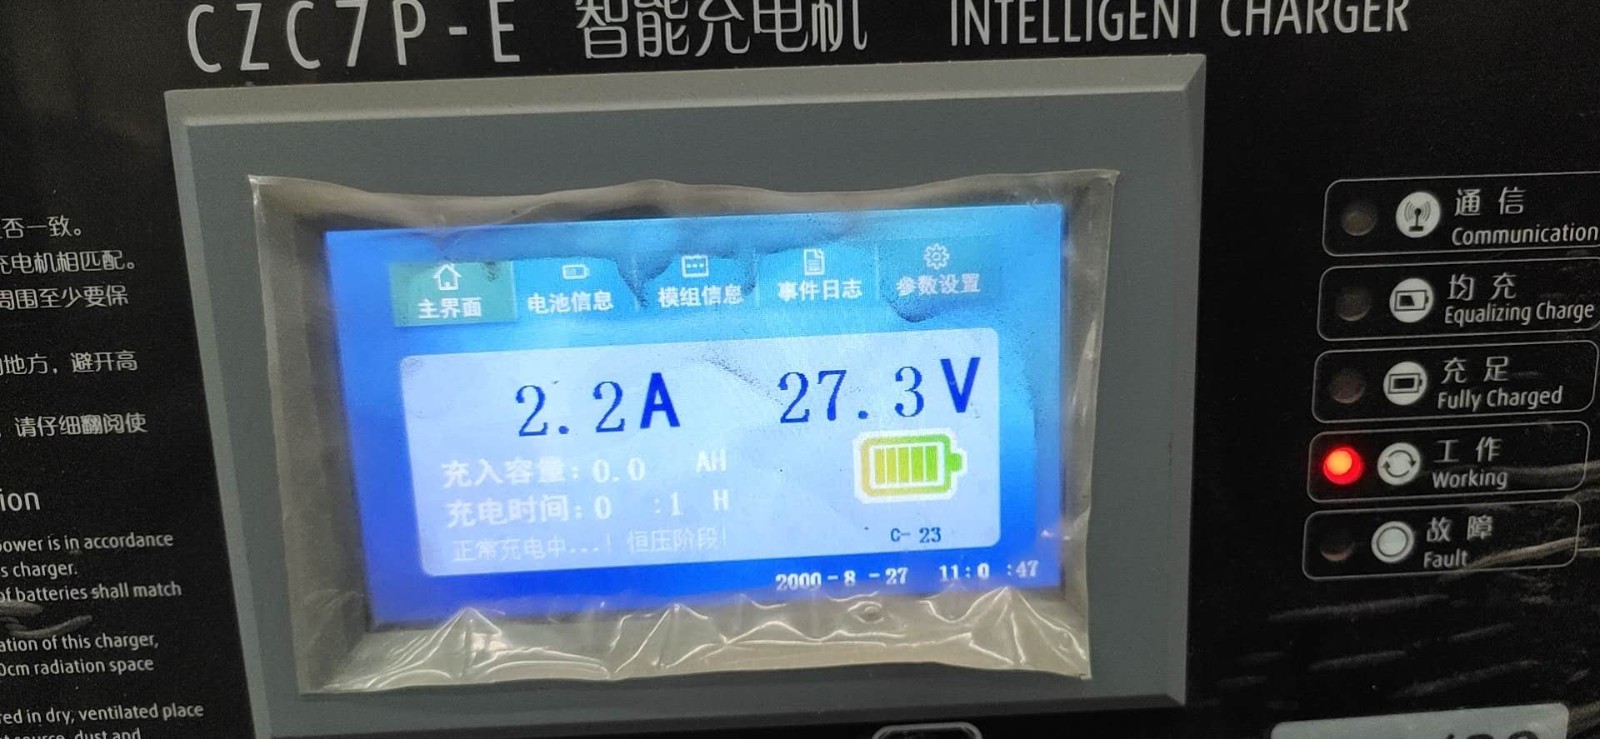 CZC7P-E 智能充电机 INTELLIGENT CHARGER
否一致。
充电机相匹配。
周围至少要保
地方，避开高
，请仔细翻阅使
ion
power is in accordance
s charger.
of batteries shall match
ation of this charger,
0cm radiation space
red in dry, ventilated place
source, dust and
主界面 电池信息 模组信息 事件日志 参数设置
2.2A 27.3V
充入容量: 0.0 AH
充电时间: 0 :1 H
正常充电中...! 恒压阶段!
C- 23
2000-8 -27 11:0 :47
通信
Communication
均充
Equalizing Charge
充足
Fully Charged
工作
Working
故障
Fault